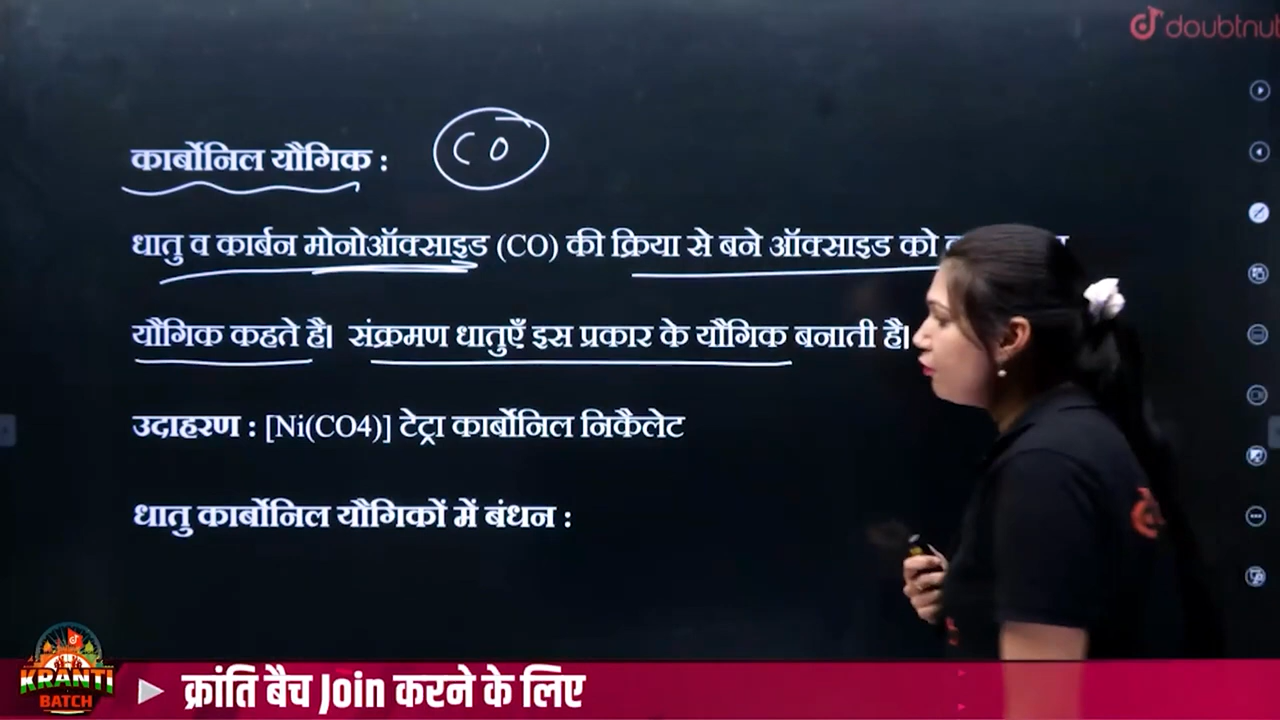 doubtnut
कार्बोनिल यौगिक : CO
धातु व कार्बन मोनोऑक्साइड (CO) की क्रिया से बने ऑक्साइड को
यौगिक कहते है। संक्रमण धातुएँ इस प्रकार के यौगिक बनाती है।
उदाहरण : [Ni(CO4)] टेट्रा कार्बोनिल निकैलेट
धातु कार्बोनिल यौगिकों में बंधन :
KRANTI
BATCH
क्रांति बैच Join करने के लिए